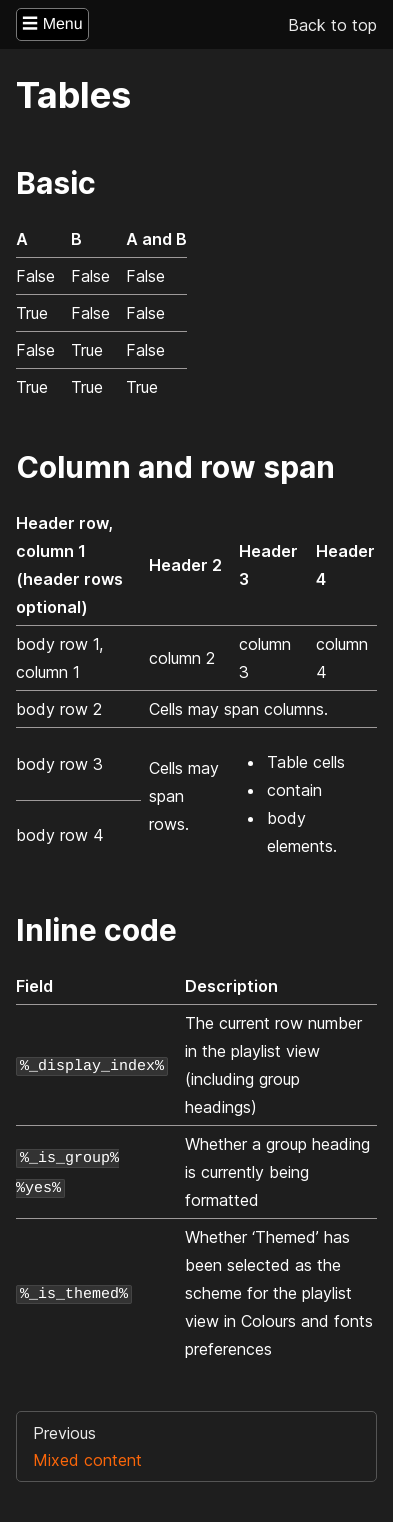 ☰ Menu Back to top
Tables
Basic
A B A and B
False False False
True False False
False True False
True True True
Column and row span
Header row,
column 1
(header rows
optional)
Header 2
Header
3
Header
4
body row 1,
column 1
column 2
column
3
column
4
body row 2 Cells may span columns.
body row 3
Cells may
span
rows.
• Table cells
• contain
• body
elements.
body row 4
Inline code
Field Description
%_display_index%
The current row number
in the playlist view
(including group
headings)
%_is_group%
%yes%
Whether a group heading
is currently being
formatted
%_is_themed%
Whether ‘Themed’ has
been selected as the
scheme for the playlist
view in Colours and fonts
preferences
Previous
Mixed content